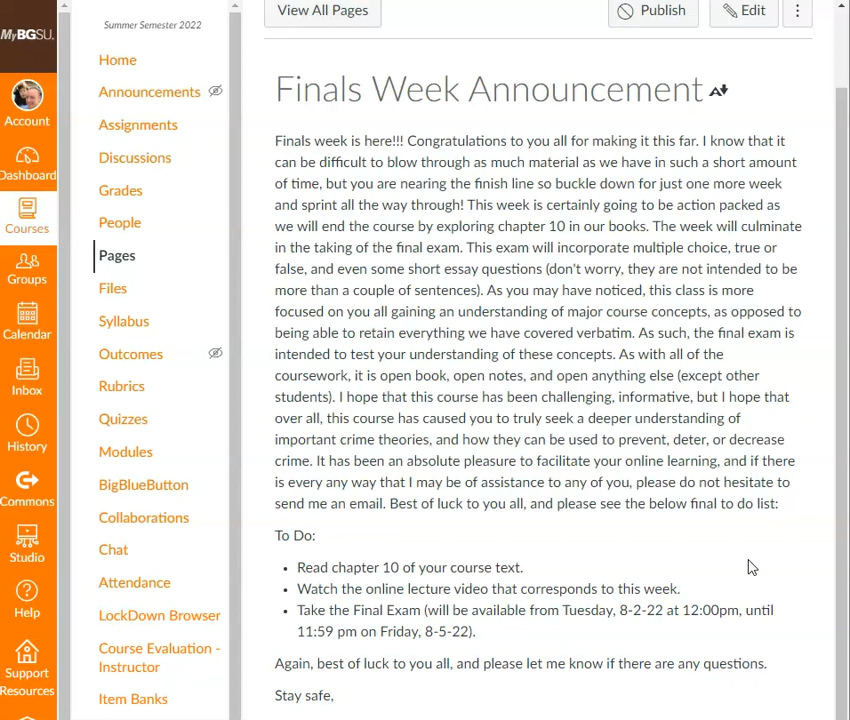 MyBGSU.
Account
Dashboard
Courses
Groups
Calendar
Inbox
History
Commons
Studio
Help
Support
Resources
Summer Semester 2022
Home
Announcements
Assignments
Discussions
Grades
People
Pages
Files
Syllabus
Outcomes
Rubrics
Quizzes
Modules
BigBlueButton
Collaborations
Chat
Attendance
LockDown Browser
Course Evaluation -
Instructor
Item Banks
View All Pages
Publish
Edit
Finals Week Announcement
Finals week is here!!! Congratulations to you all for making it this far. I know that it
can be difficult to blow through as much material as we have in such a short amount
of time, but you are nearing the finish line so buckle down for just one more week
and sprint all the way through! This week is certainly going to be action packed as
we will end the course by exploring chapter 10 in our books. The week will culminate
in the taking of the final exam. This exam will incorporate multiple choice, true or
false, and even some short essay questions (don't worry, they are not intended to be
more than a couple of sentences). As you may have noticed, this class is more
focused on you all gaining an understanding of major course concepts, as opposed to
being able to retain everything we have covered verbatim. As such, the final exam is
intended to test your understanding of these concepts. As with all of the
coursework, it is open book, open notes, and open anything else (except other
students). I hope that this course has been challenging, informative, but I hope that
over all, this course has caused you to truly seek a deeper understanding of
important crime theories, and how they can be used to prevent, deter, or decrease
crime. It has been an absolute pleasure to facilitate your online learning, and if there
is every any way that I may be of assistance to any of you, please do not hesitate to
send me an email. Best of luck to you all, and please see the below final to do list:
To Do:
• Read chapter 10 of your course text.
• Watch the online lecture video that corresponds to this week.
• Take the Final Exam (will be available from Tuesday, 8-2-22 at 12:00pm, until
11:59 pm on Friday, 8-5-22).
Again, best of luck to you all, and please let me know if there are any questions.
Stay safe,